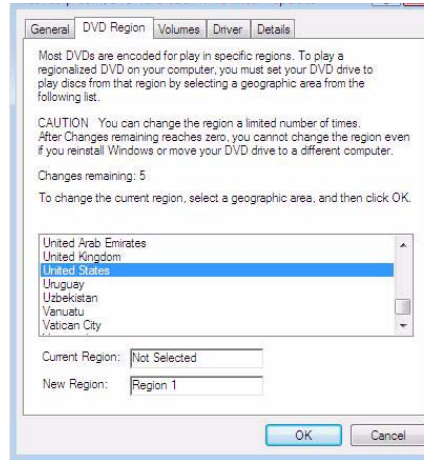 General DVD Region Volumes Driver Details
Most DVDs are encoded for play in specific regions. To play a
regionalized DVD on your computer, you must set your DVD drive to
play discs from that region by selecting a geographic area from the
following list.
CAUTION You can change the region a limited number of times.
After Changes remaining reaches zero, you cannot change the region even
if you reinstall Windows or move your DVD drive to a different computer.
Changes remaining: 5
To change the current region, select a geographic area, and then click OK.
United Arab Emirates
United Kingdom
United States
Uruguay
Uzbekistan
Vanuatu
Vatican City
Current Region: Not Selected
New Region: Region 1
OK Cancel